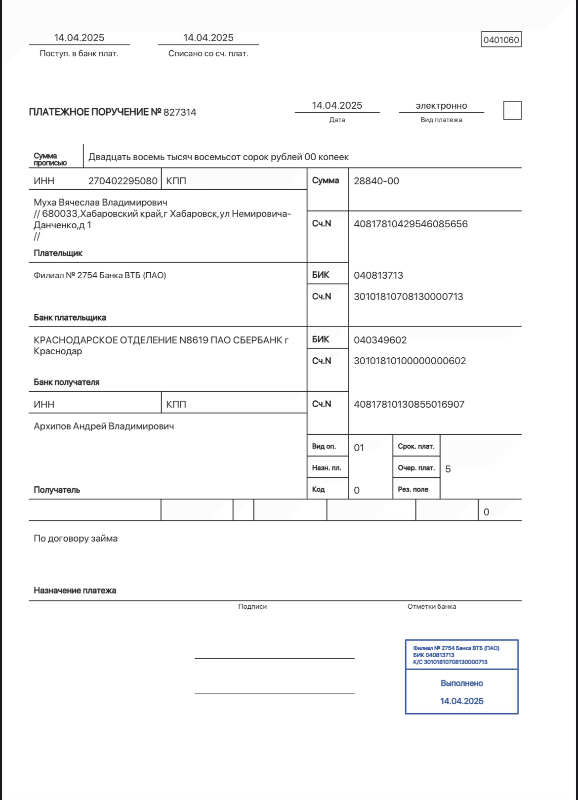 14.04.2025 14.04.2025 0401060
Поступ. в банк плат. Списано со сч. плат.
ПЛАТЕЖНОЕ ПОРУЧЕНИЕ № 827314 14.04.2025 электронно
Дата Вид платежа
Сумма прописью Двадцать восемь тысяч восемьсот сорок рублей 00 копеек
ИНН 270402295080 КПП Сумма 28840-00
Муха Вячеслав Владимирович
// 680033,Хабаровский край,г Хабаровск,ул Немировича-
Данченко,д 1 Сч.N 40817810429546085656
//
Плательщик
Филиал № 2754 Банка ВТБ (ПАО) БИК 040813713
Сч.N 30101810708130000713
Банк плательщика
КРАСНОДАРСКОЕ ОТДЕЛЕНИЕ N8619 ПАО СБЕРБАНК г БИК 040349602
Краснодар
Сч.N 30101810100000000602
Банк получателя
ИНН КПП Сч.N 40817810130855016907
Архипов Андрей Владимирович
Вид оп. 01 Срок. плат.
Назн. пл. Очер. плат. 5
Получатель Код 0 Рез. поле
0
По договору займа
Назначение платежа
Подписи Отметки банка
Филиал № 2754 Банка ВТБ (ПАО)
БИК 040813713
К/С 30101810708130000713
Выполнено
14.04.2025